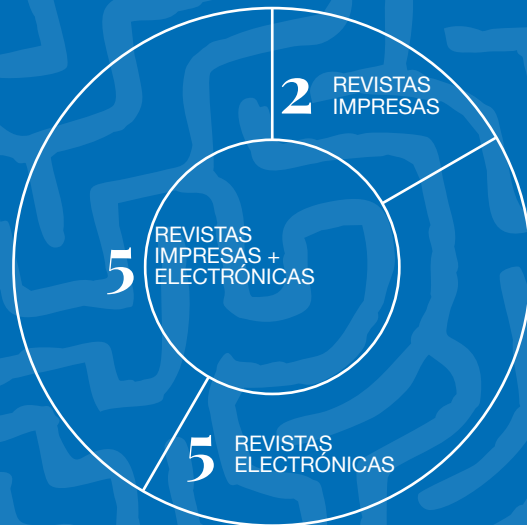 2 REVISTAS
IMPRESAS
5 REVISTAS
IMPRESAS +
ELECTRÓNICAS
5 REVISTAS
ELECTRÓNICAS